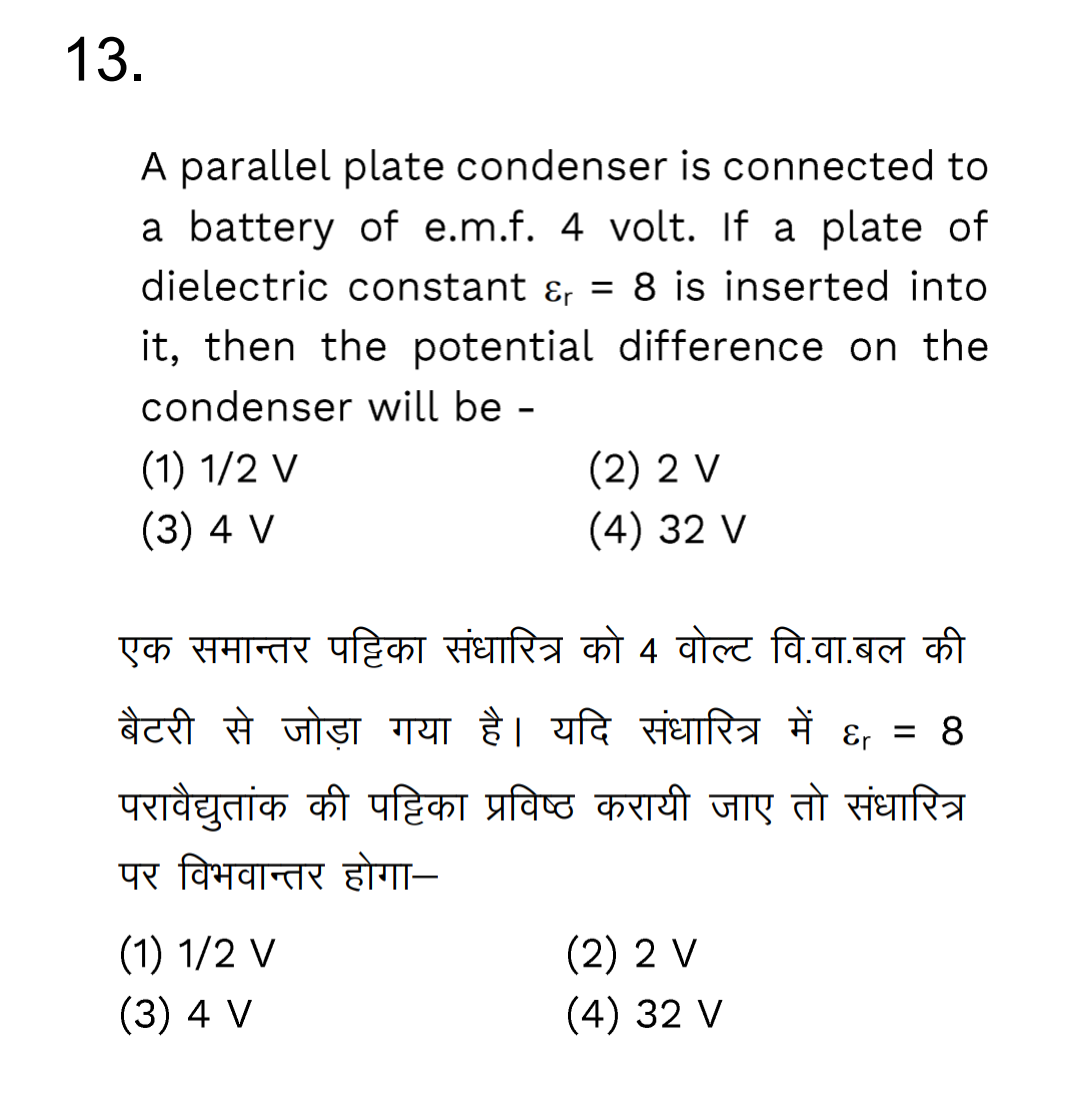 13.
A parallel plate condenser is connected to
a battery of e.m.f. 4 volt. If a plate of
dielectric constant εᵣ = 8 is inserted into
it, then the potential difference on the
condenser will be -
(1) 1/2 V (2) 2 V
(3) 4 V (4) 32 V
एक समान्तर पट्टिका संधारित्र को 4 वोल्ट वि.वा.बल की
बैटरी से जोड़ा गया है। यदि संधारित्र में εᵣ = 8
परावैद्युतांक की पट्टिका प्रविष्ठ करायी जाए तो संधारित्र
पर विभवान्तर होगा–
(1) 1/2 V (2) 2 V
(3) 4 V (4) 32 V